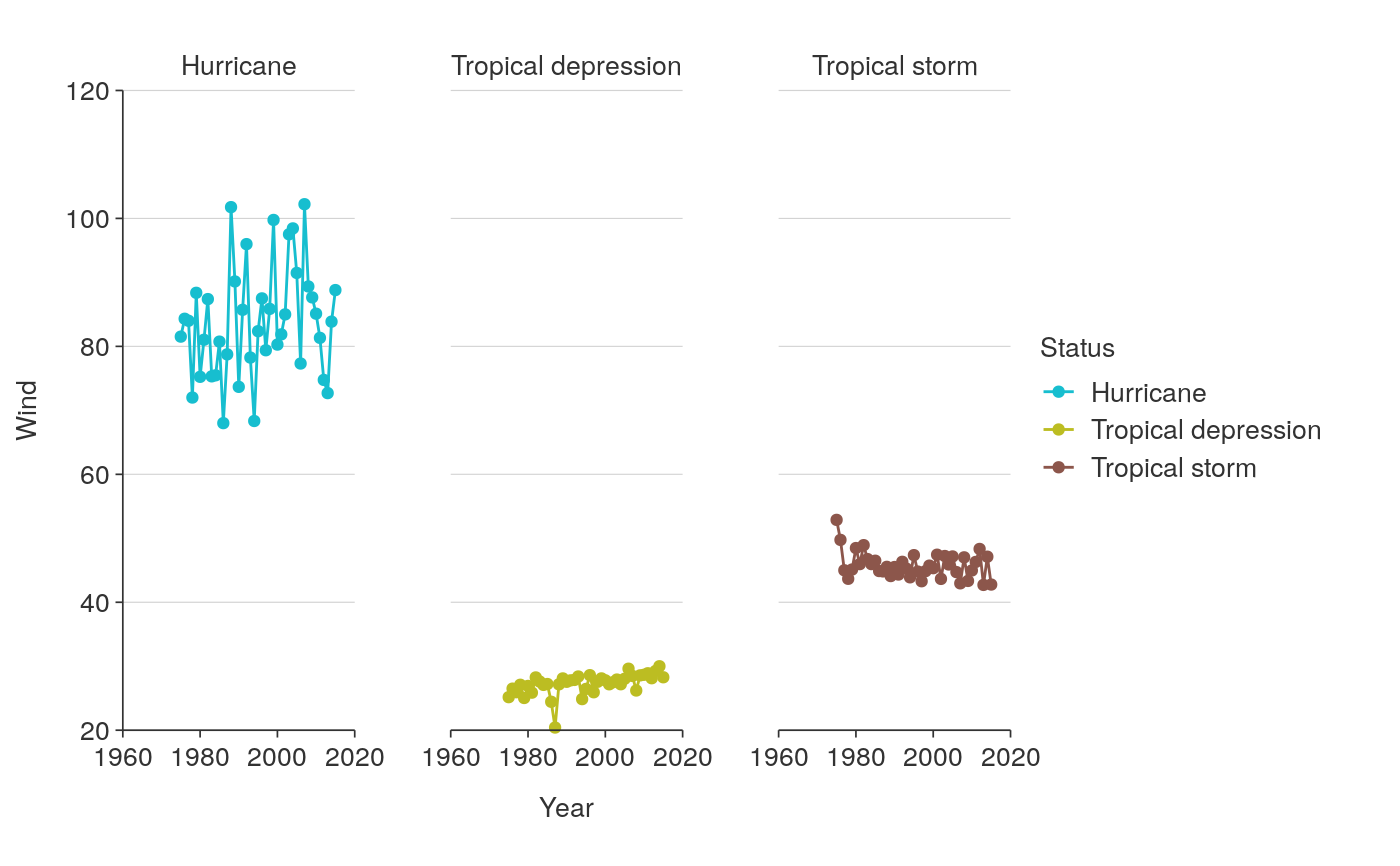 Hurricane
Tropical depression
Tropical storm
120
100
80
60
40
20
Wind
1960 1980 2000 2020
1960 1980 2000 2020
1960 1980 2000 2020
Year
Status
Hurricane
Tropical depression
Tropical storm